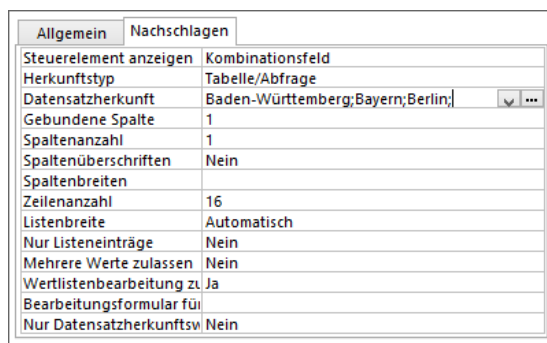 Allgemein Nachschlagen
Steuerelement anzeigen Kombinationsfeld
Herkunftstyp Tabelle/Abfrage
Datensatzherkunft Baden-Württemberg;Bayern;Berlin;
Gebundene Spalte 1
Spaltenanzahl 1
Spaltenüberschriften Nein
Spaltenbreiten
Zeilenanzahl 16
Listenbreite Automatisch
Nur Listeneinträge Nein
Mehrere Werte zulassen Nein
Wertlistenbearbeitung zu Ja
Bearbeitungsformular für
Nur Datensatzherkunftsw Nein